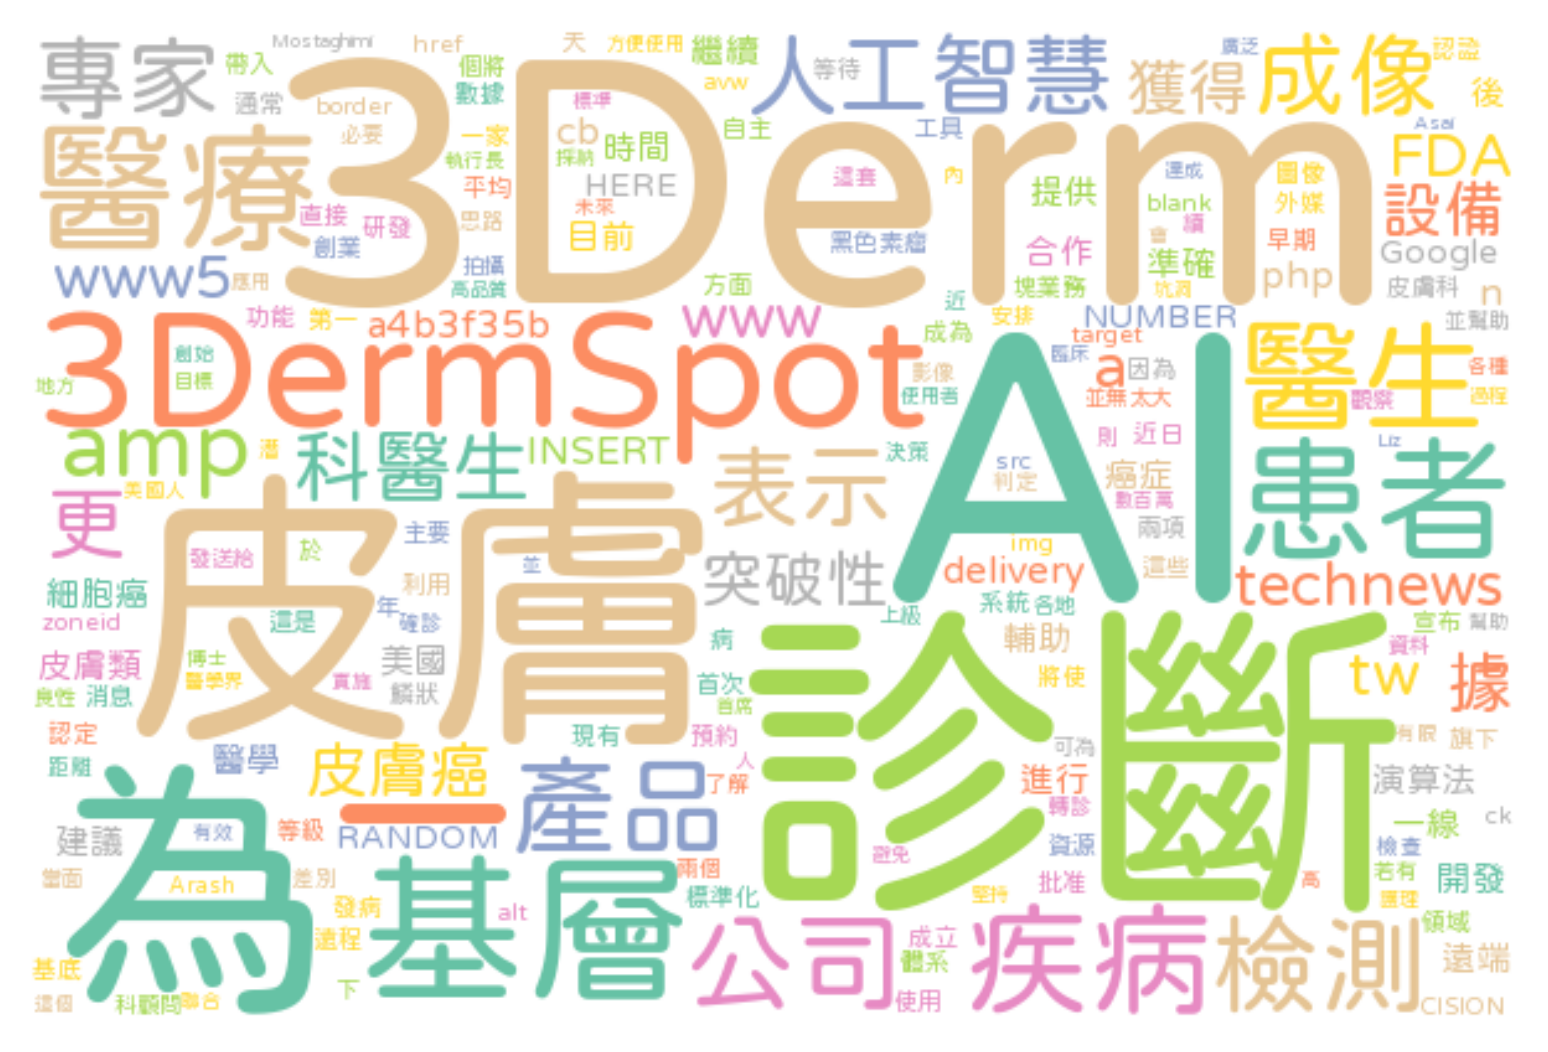 專家
帶入
Mostaghimi
href
天
方便使用
繼續
人工智慧
等待
廣泛
獲得
成像
認證
後
通常
border
個將
數據
標準
avw
必要
一家
cb
採納
時間
自主
工具
Asai
FDA
醫療
3Derm
執行長
平均
HERE
這套
內
提供
達成
圖像
blank
外媒
設備
直接
研發
思路
未來
目前
創業
黑色素瘤
合作
續
會
早期
準確
Google
www5
應用
拍攝
高品質
方面
近
塊業務
坑洞
php
皮膚科
n
功能
第一
a4b3f35b
www
成為
安排
NUMBER
並幫助
3DermSpot
創始
目標
地方
target
臨床
a
因為
醫生
各種
影像
使用者
AI
並無太大
觀察
過程
amp
潛
科醫生
INSERT
表示
決策
則
近日
Liz
患者
美國人
src
判定
癌症
數百萬
更
皮膚
主要
兩項
發送給
於
並
突破性
img
delivery
這些
technews
細胞癌
利用
年
確診
系統
各地
zoneid
這是
上級
宣布
幫助
病
輔助
診斷
資料
皮膚類
博士
醫學界
美國
鱗狀
實施
首次
首席
將使
tw
據
良性
消息
認定
現有
預約
可為
有限
旗下
距離
醫學
皮膚癌
產品
人
了解
進行
演算法
為
一
RANDOM
轉診
一線
ck
建議
有效
等級
避免
資源
檢查
當面
Arash
差別
基層
兩個
標準化
堅持
批准
高
若有
護理
開發
發病
alt
公司
成立
疾病
檢測
領域
遠程
體系
遠端
基底
下
這個
科顧問
聯合
使用
CISION